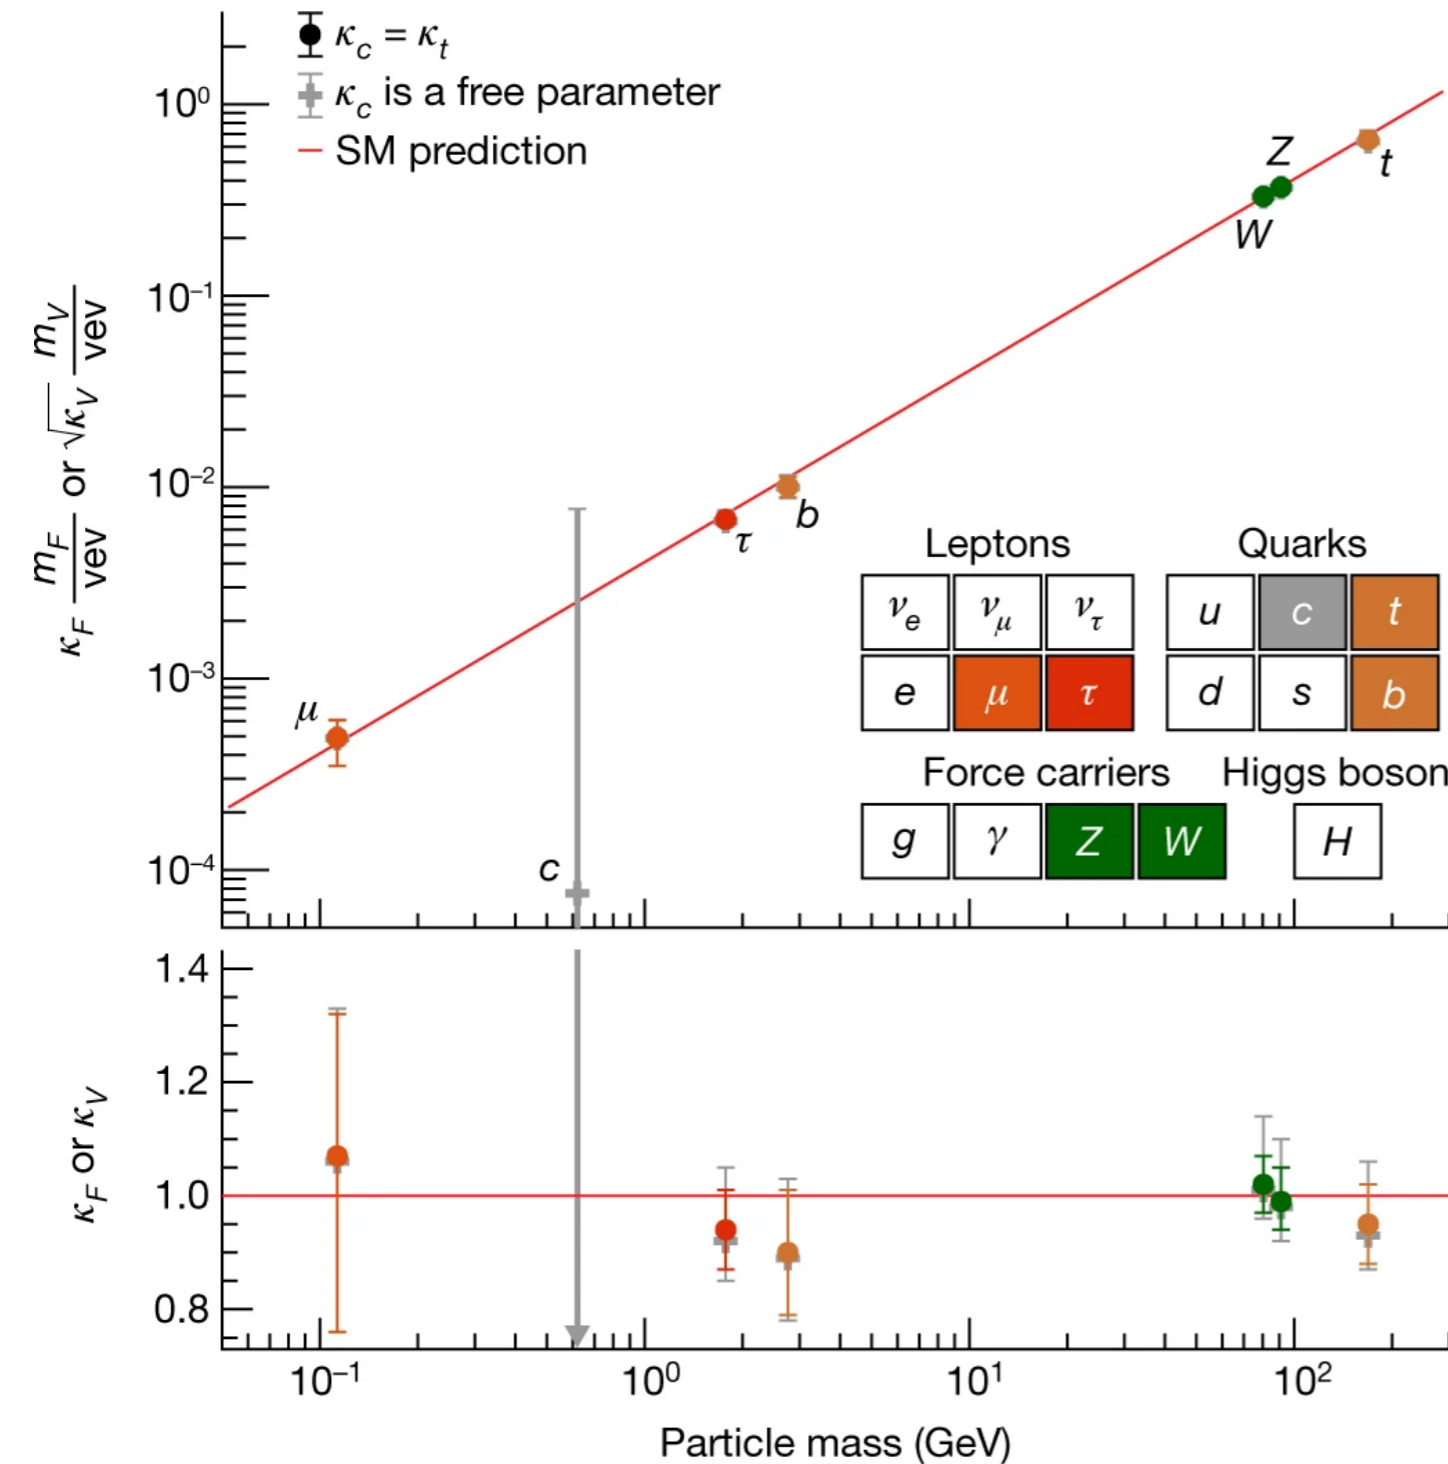 κc = κt
κc is a free parameter
SM prediction
10⁰
10⁻¹
10⁻²
10⁻³
10⁻⁴
κF mF/vev or √κV mV/vev
Z
t
W
b
τ
μ
c
Leptons
νe νμ ντ
e μ τ
Quarks
u c t
d s b
Force carriers
g γ Z W
Higgs boson
H
1.4
1.2
1.0
0.8
κF or κV
10⁻¹ 10⁰ 10¹ 10²
Particle mass (GeV)